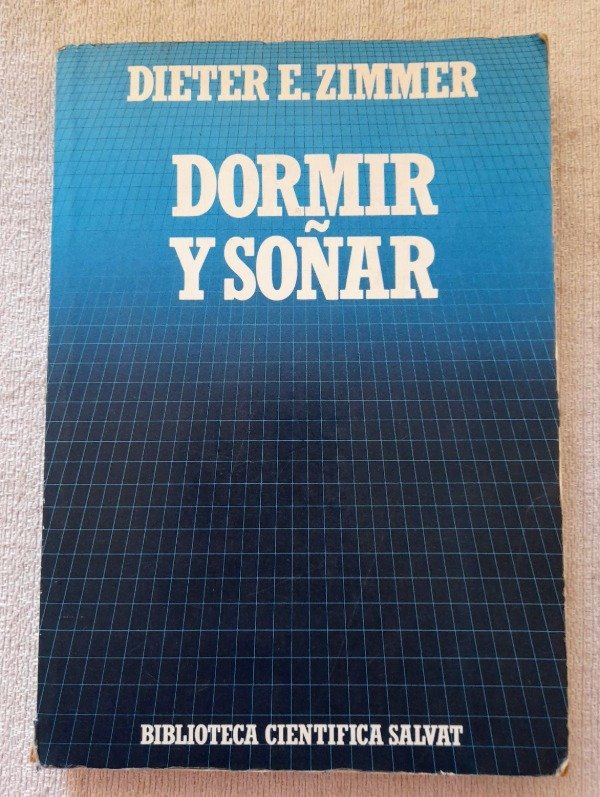 DIETER E. ZIMMER
DORMIR
Y SOÑAR
BIBLIOTECA CIENTIFICA SALVAT